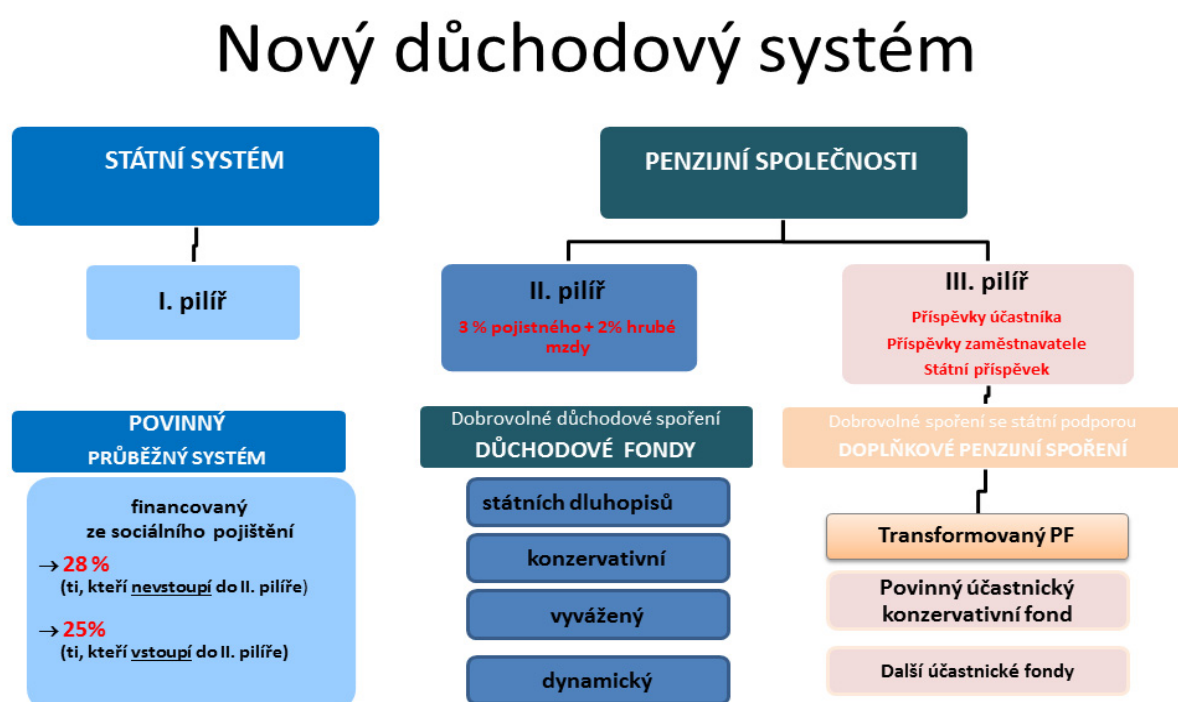 Nový důchodový systém
STÁTNÍ SYSTÉM
I. pilíř
POVINNÝ
PRŮBĚŽNÝ SYSTÉM
financovaný
ze sociálního pojištění
→ 28 %
(ti, kteří nevstoupí do II. pilíře)
→ 25%
(ti, kteří vstoupí do II. pilíře)
PENZIJNÍ SPOLEČNOSTI
II. pilíř
3 % pojistného + 2% hrubé
mzdy
Dobrovolné důchodové spoření
DŮCHODOVÉ FONDY
státních dluhopisů
konzervativní
vyvážený
dynamický
III. pilíř
Příspěvky účastníka
Příspěvky zaměstnavatele
Státní příspěvek
Dobrovolné spoření se státní podporou
DOPLŇKOVÉ PENZIJNÍ SPOŘENÍ
Transformovaný PF
Povinný účastnický
konzervativní fond
Další účastnické fondy